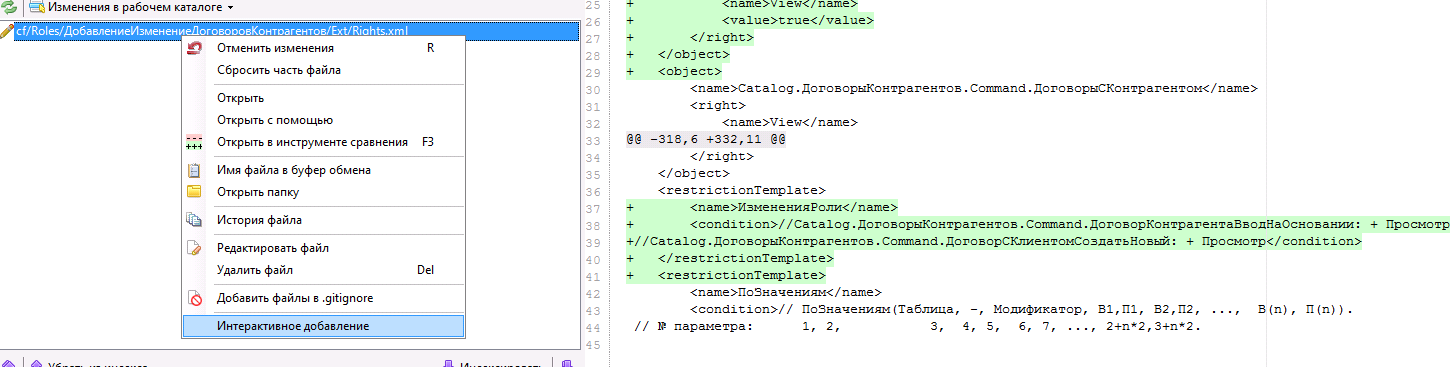 Изменения в рабочем каталоге
cf/Roles/ДобавлениеИзменениеДоговоровКонтрагентов/Ext/Rights.xml
Отменить изменения R
Сбросить часть файла
Открыть
Открыть с помощью
Открыть в инструменте сравнения F3
Имя файла в буфер обмена
Открыть папку
История файла
Редактировать файл
Удалить файл Del
Добавить файлы в .gitignore
Интерактивное добавление
Убрать из индекса
Индексировать
25 + <name>View</name>
26 + <value>true</value>
27 + </right>
28 + </object>
29 + <object>
30 <name>Catalog.ДоговорыКонтрагентов.Command.ДоговорыСКонтрагентом</name>
31 <right>
32 <name>View</name>
33 @@ -318,6 +332,11 @@
34 </right>
35 </object>
36 <restrictionTemplate>
37 + <name>ИзмененияРоли</name>
38 + <condition>//Catalog.ДоговорыКонтрагентов.Command.ДоговорКонтрагентаВводНаОсновании: + Просмотр
39 +//Catalog.ДоговорыКонтрагентов.Command.ДоговорСКлиентомСоздатьНовый: + Просмотр</condition>
40 + </restrictionTemplate>
41 + <restrictionTemplate>
42 <name>ПоЗначениям</name>
43 <condition>// ПоЗначениям(Таблица, -, Модификатор, В1,П1, В2,П2, ..., В(n), П(n)).
44 // № параметра: 1, 2, 3, 4, 5, 6, 7, ..., 2+n*2,3+n*2.
45